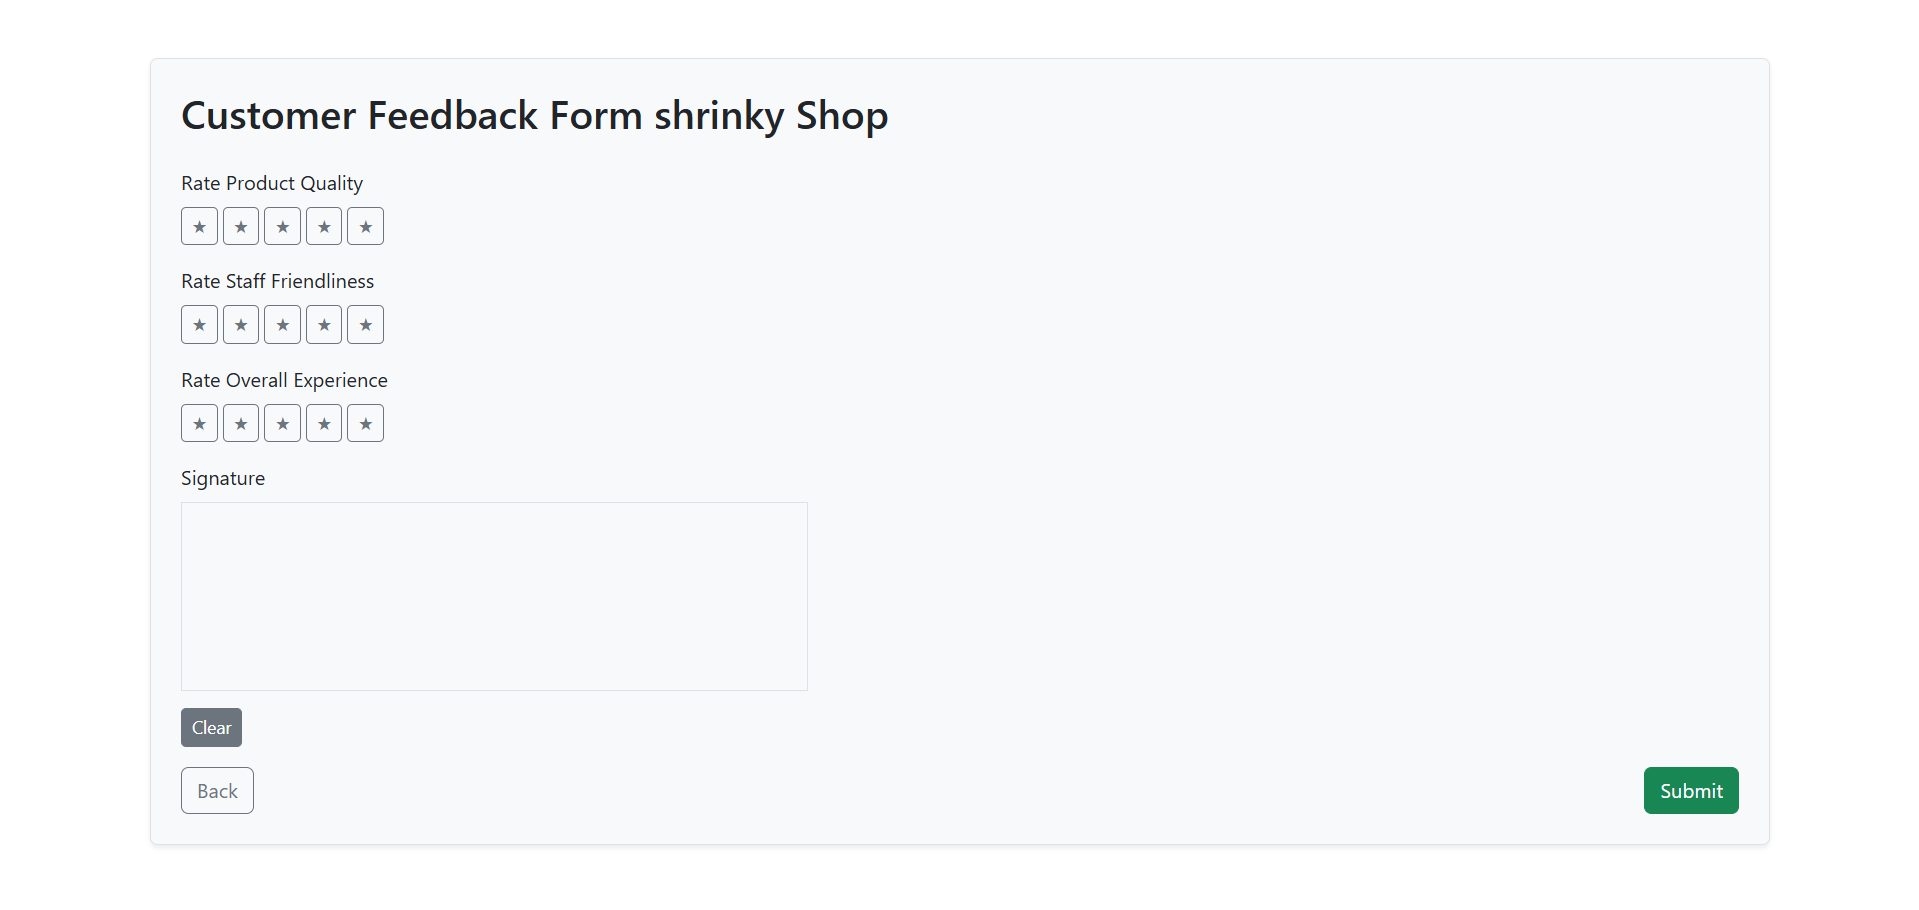 Customer Feedback Form shrinky Shop
Rate Product Quality
★ ★ ★ ★ ★
Rate Staff Friendliness
★ ★ ★ ★ ★
Rate Overall Experience
★ ★ ★ ★ ★
Signature
Clear
Back
Submit